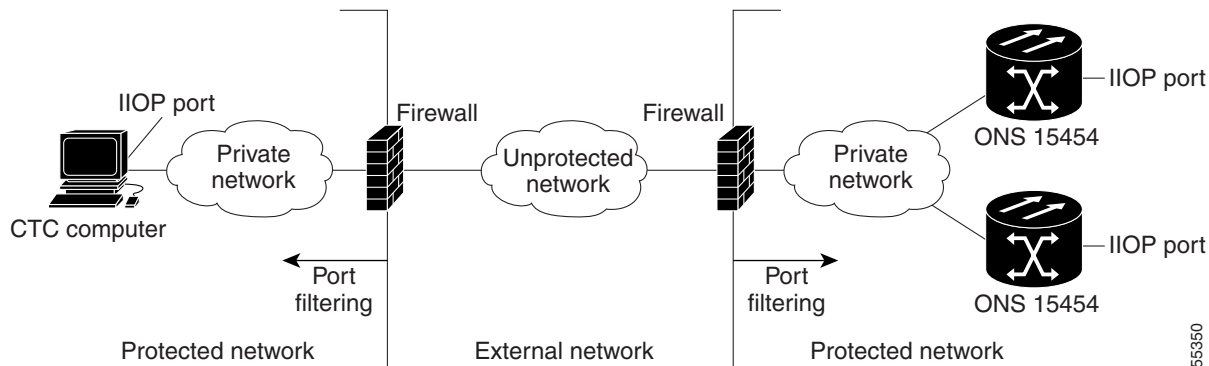 IIOP port
Firewall
Firewall
IIOP port
Private
network
Unprotected
network
Private
network
ONS 15454
CTC computer
IIOP port
Port
filtering
Port
filtering
ONS 15454
Protected network
External network
Protected network
55350